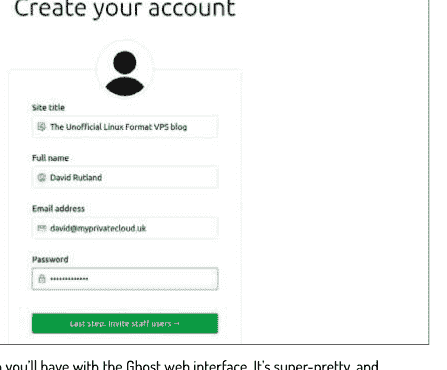 Create your account
Site title
The Unofficial Linux Format VPS blog
Full name
David Rutland
Email address
david@myprivatecloud.uk
Password
•••••••••••••
Last step: Invite staff users →
you'll have with the Ghost web interface. It's super-pretty, and